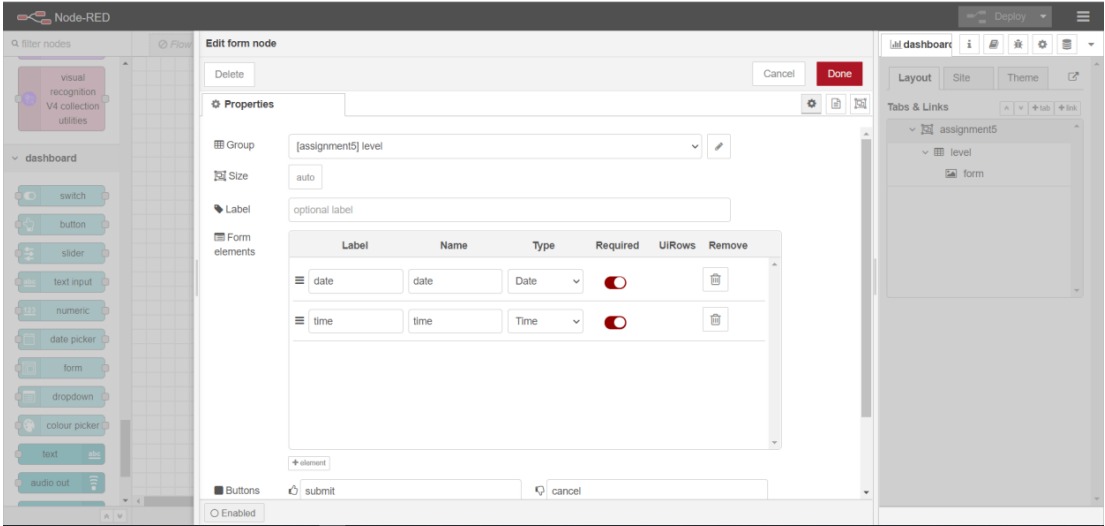 Node-RED
Deploy
filter nodes
Flow
Edit form node
dashboard
Delete
Cancel
Done
Layout
Site
Theme
visual
recognition
V4 collection
utilities
Properties
Tabs & Links
+tab
+link
assignment5
level
form
dashboard
switch
button
slider
text input
numeric
date picker
form
dropdown
colour picker
text
abc
audio out
Group
[assignment5] level
Size
auto
Label
optional label
Form
elements
Label Name Type Required UiRows Remove
date date Date
time time Time
+element
Buttons
submit
cancel
Enabled